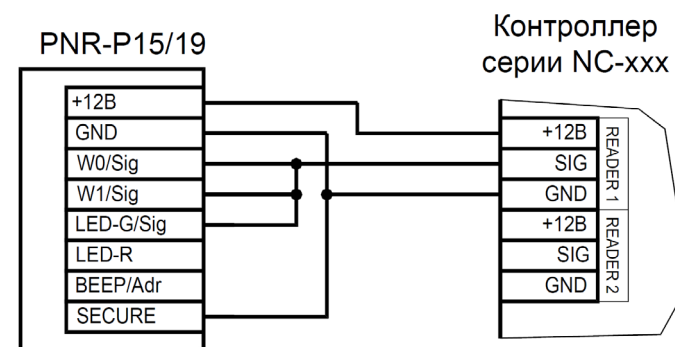 PNR-P15/19
+12В
GND
W0/Sig
W1/Sig
LED-G/Sig
LED-R
BEEP/Adr
SECURE
Контроллер
серии NC-xxx
+12В
SIG
GND
READER 1
+12В
SIG
GND
READER 2